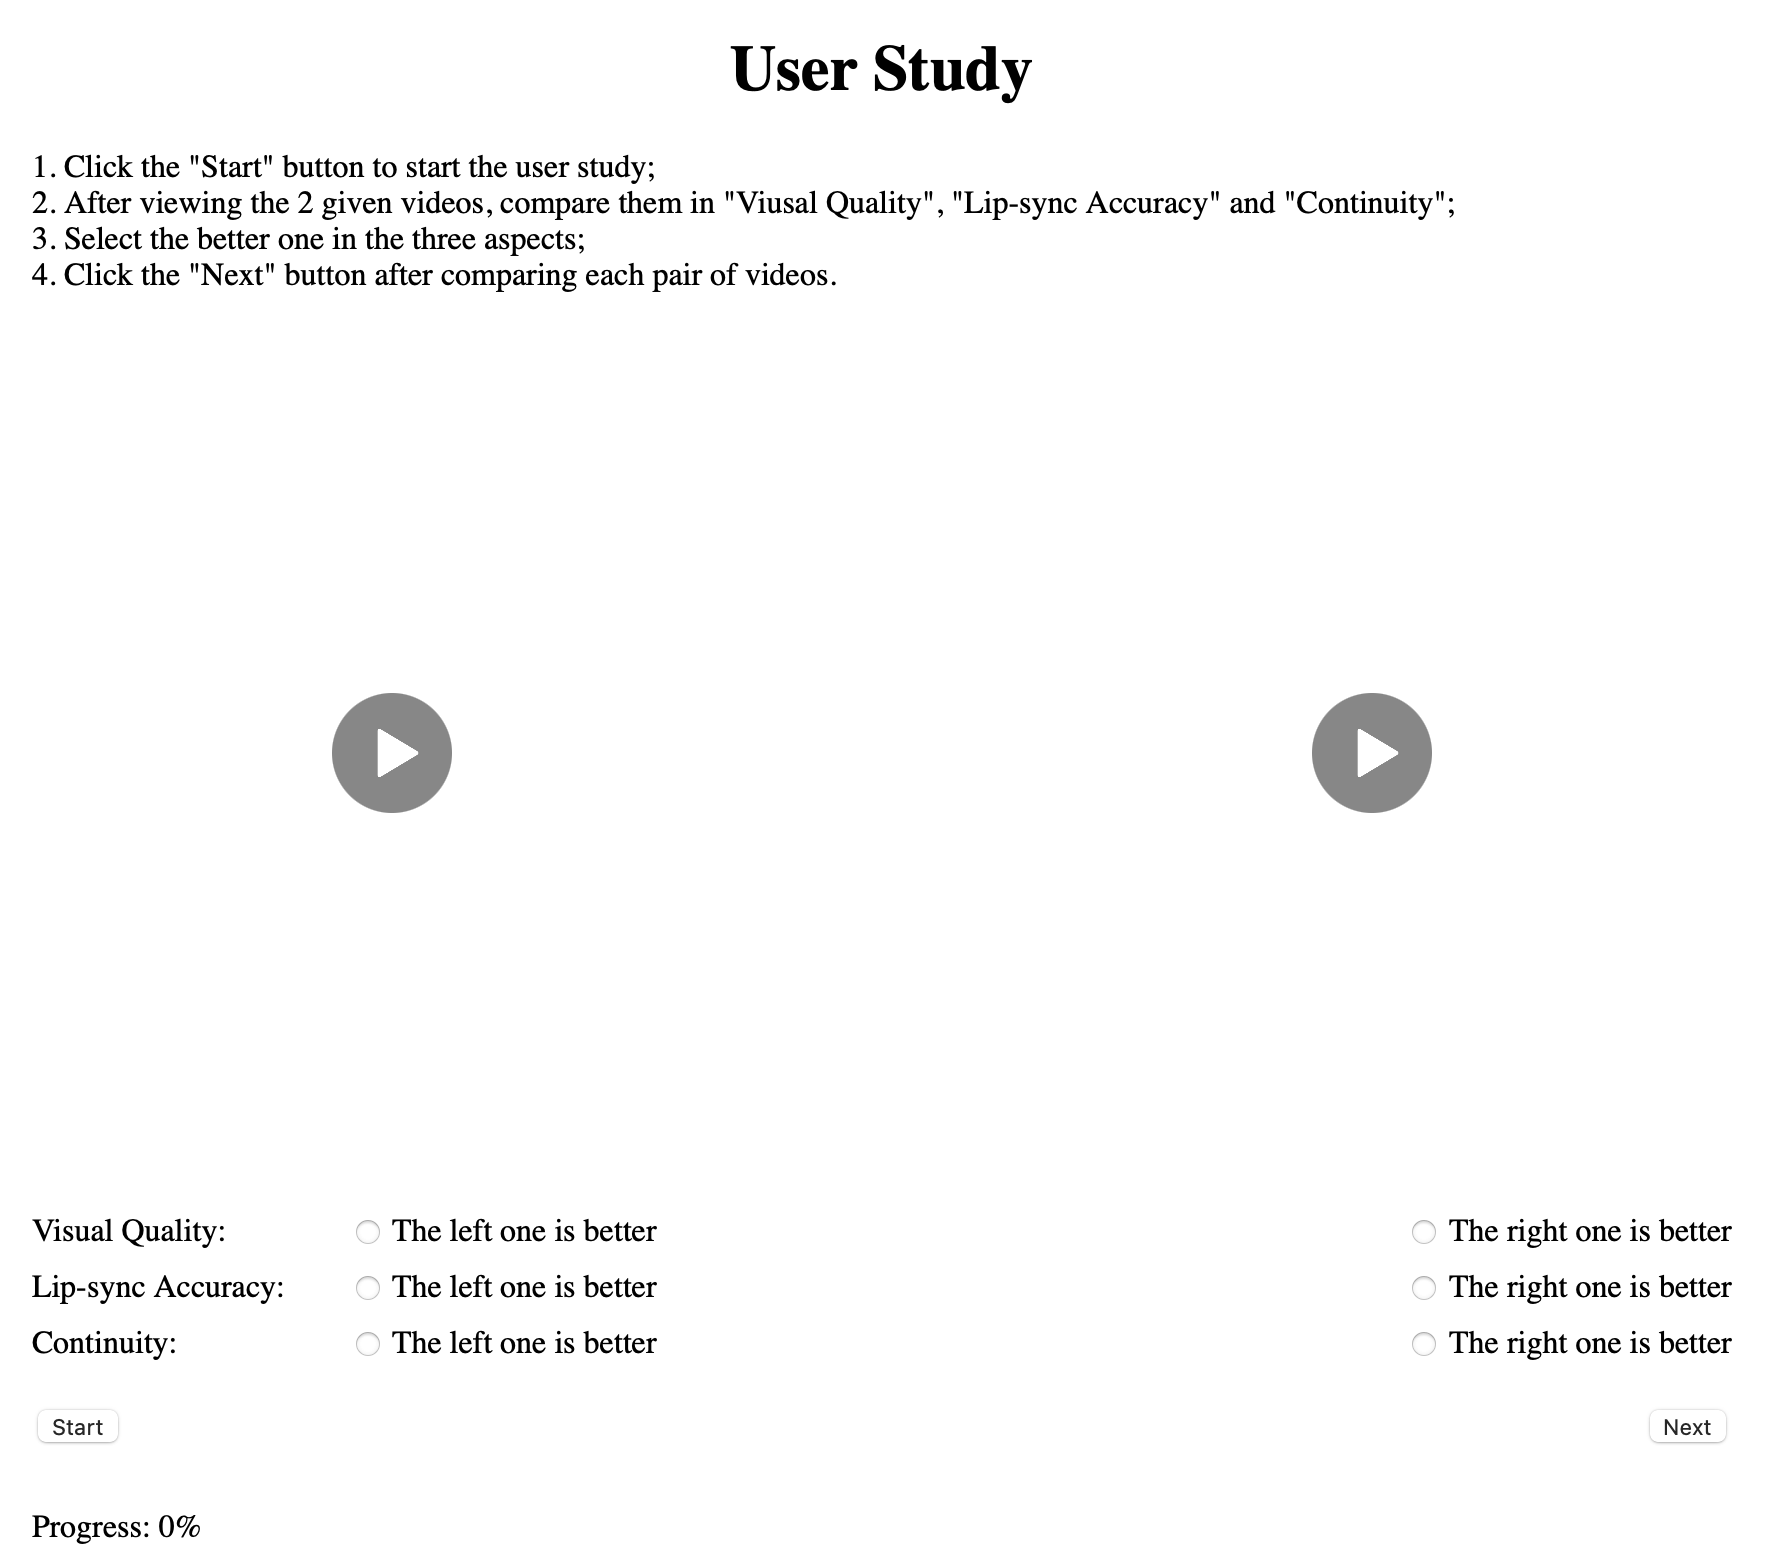 User Study
1. Click the "Start" button to start the user study;
2. After viewing the 2 given videos, compare them in "Viusal Quality", "Lip-sync Accuracy" and "Continuity";
3. Select the better one in the three aspects;
4. Click the "Next" button after comparing each pair of videos.
Visual Quality: The left one is better The right one is better
Lip-sync Accuracy: The left one is better The right one is better
Continuity: The left one is better The right one is better
Start Next
Progress: 0%